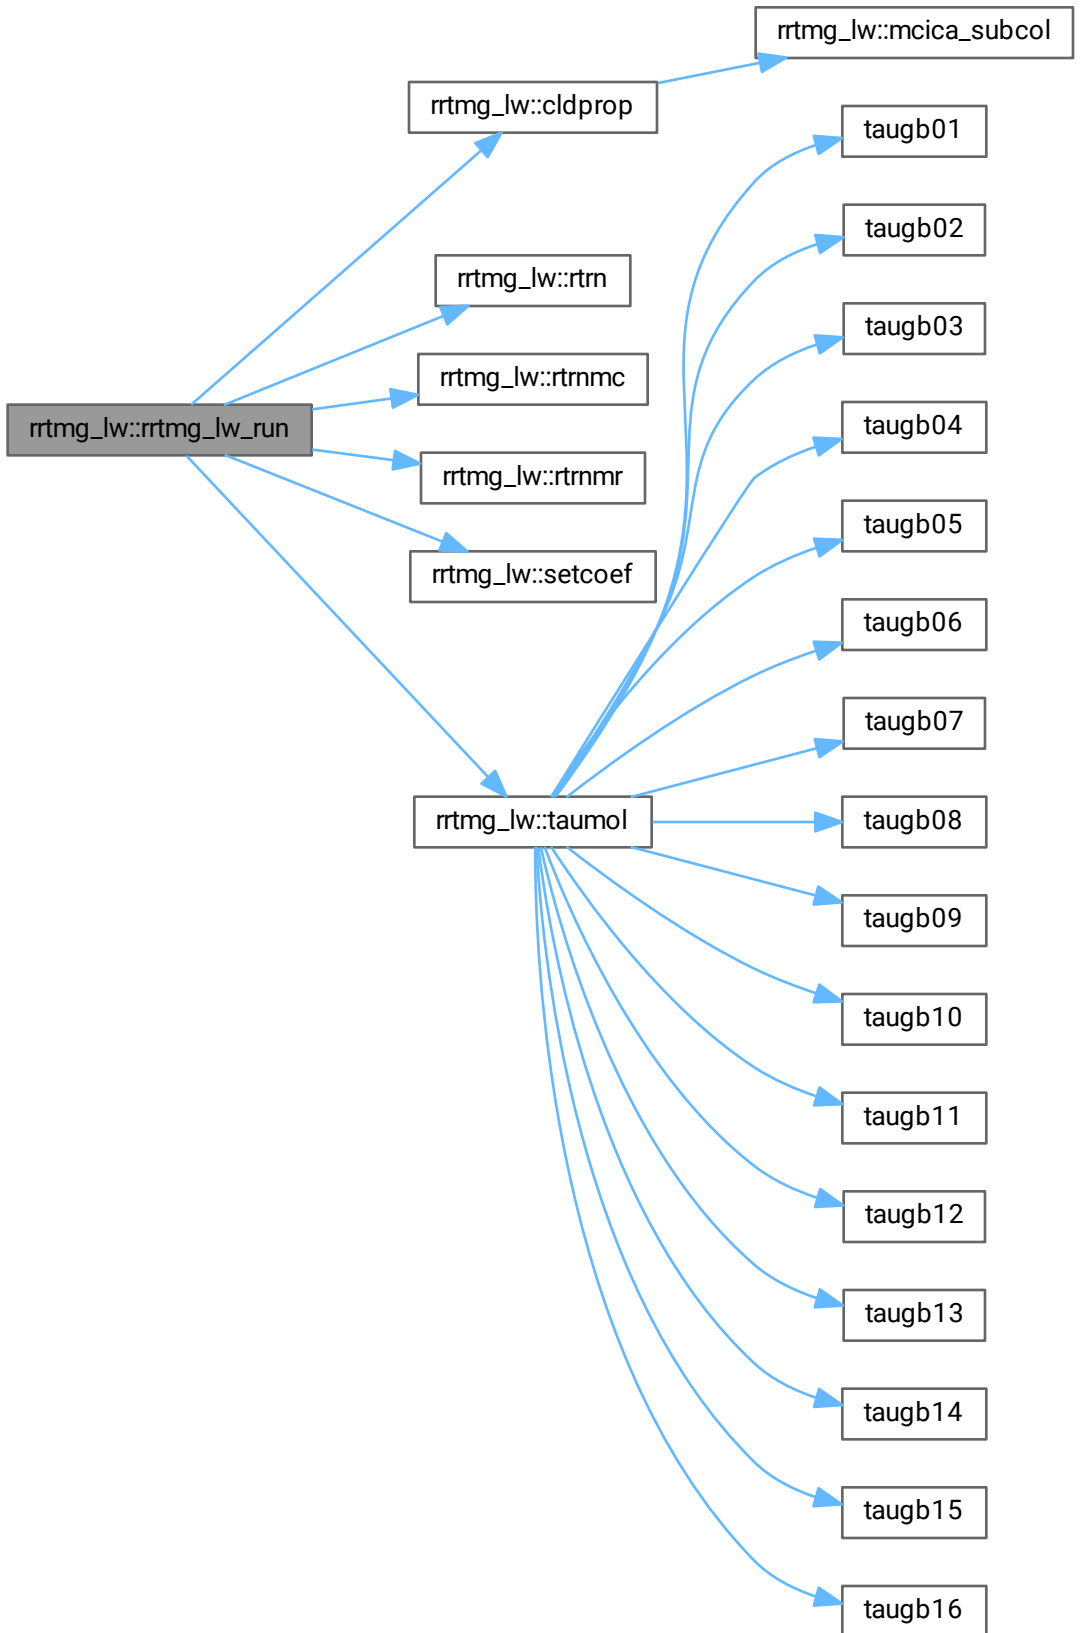 rrtmg_lw::mcica_subcol
rrtmg_lw::cldprop
taugb01
taugb02
rrtmg_lw::rtrn
taugb03
rrtmg_lw::rtrnmc
taugb04
rrtmg_lw::rrtmg_lw_run
rrtmg_lw::rtrnmr
taugb05
rrtmg_lw::setcoef
taugb06
taugb07
rrtmg_lw::taumol
taugb08
taugb09
taugb10
taugb11
taugb12
taugb13
taugb14
taugb15
taugb16